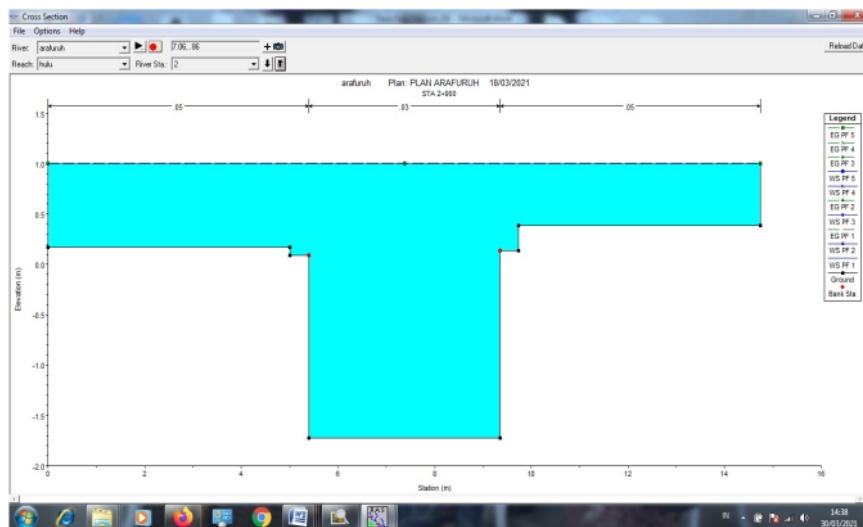 Cross Section
File Options Help
River: arafuruh
Reload Dat
Reach: hulu River Sta.: 2
arafuruh Plan: PLAN ARAFURUH 18/03/2021
STA 2+900
.05 .03 .05
Legend
EG PF 5
EG PF 4
EG PF 3
WS PF 5
WS PF 4
EG PF 2
WS PF 3
EG PF 1
WS PF 2
WS PF 1
Ground
Bank Sta
1.5
1.0
0.5
0.0
-0.5
-1.0
-1.5
-2.0
Elevation (m)
0 2 4 6 8 10 12 14 16
Station (m)
IN 14:38
30/03/2021